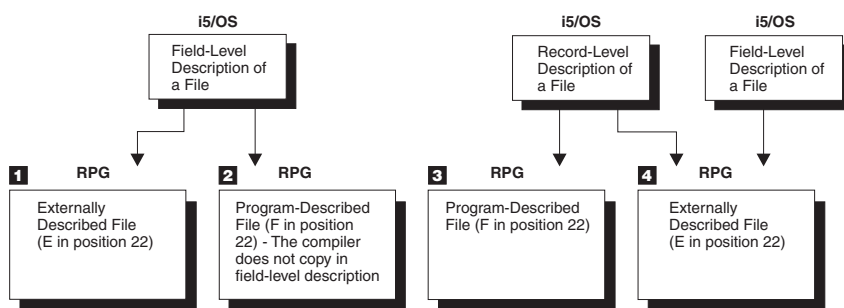 i5/OS
Field-Level
Description of
a File
i5/OS
Record-Level
Description of
a File
i5/OS
Field-Level
Description of
a File
1 RPG
Externally
Described File
(E in position 22)
2 RPG
Program-Described
File (F in position
22) - The compiler
does not copy in
field-level description
3 RPG
Program-Described
File (F in position 22)
4 RPG
Externally
Described File
(E in position 22)